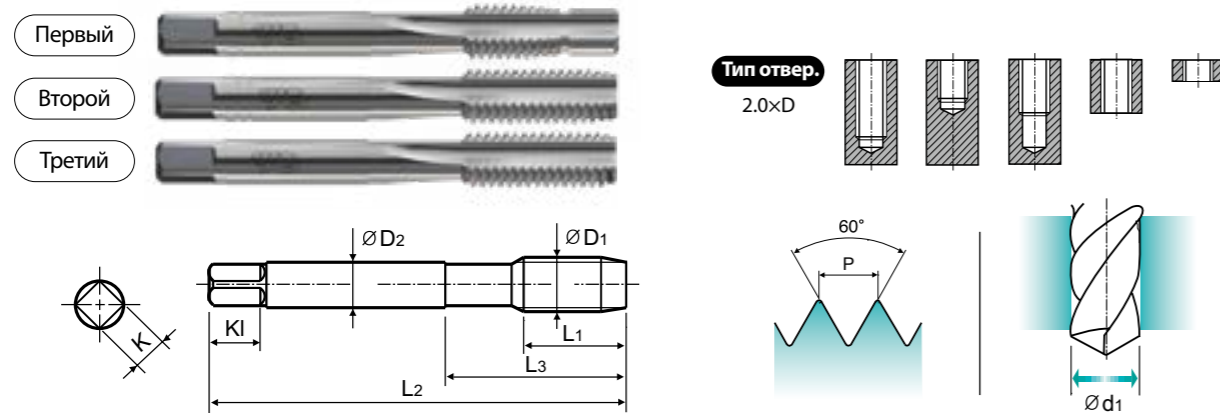 Первый
Второй
Третий
Тип отвер.
2.0×D
ØD2
ØD1
K
Kl
L1
L3
L2
60°
P
Ød1